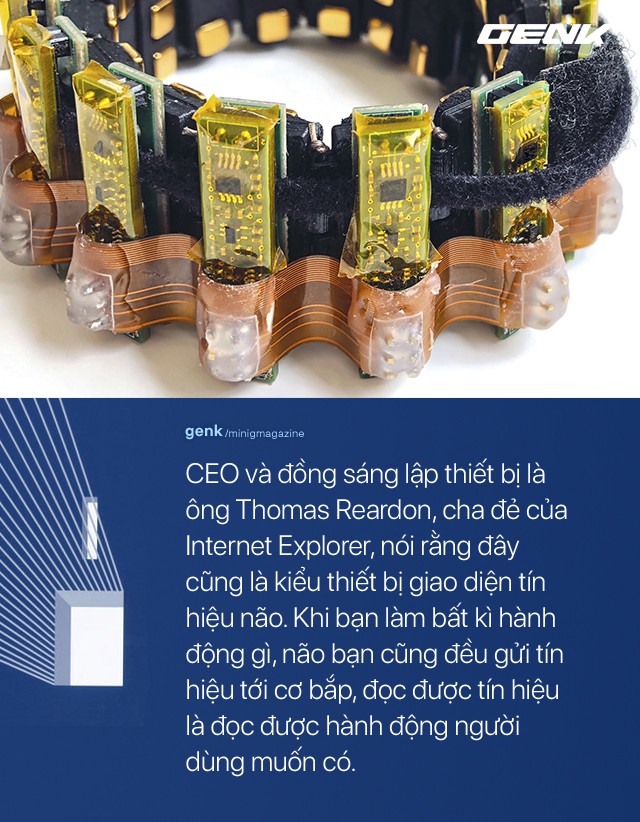 GENK
genk/minigmagazine
CEO và đồng sáng lập thiết bị là
ông Thomas Reardon, cha đẻ của
Internet Explorer, nói rằng đây
cũng là kiểu thiết bị giao diện tín
hiệu não. Khi bạn làm bất kì hành
động gì, não bạn cũng đều gửi tín
hiệu tới cơ bắp, đọc được tín hiệu
là đọc được hành động người
dùng muốn có.